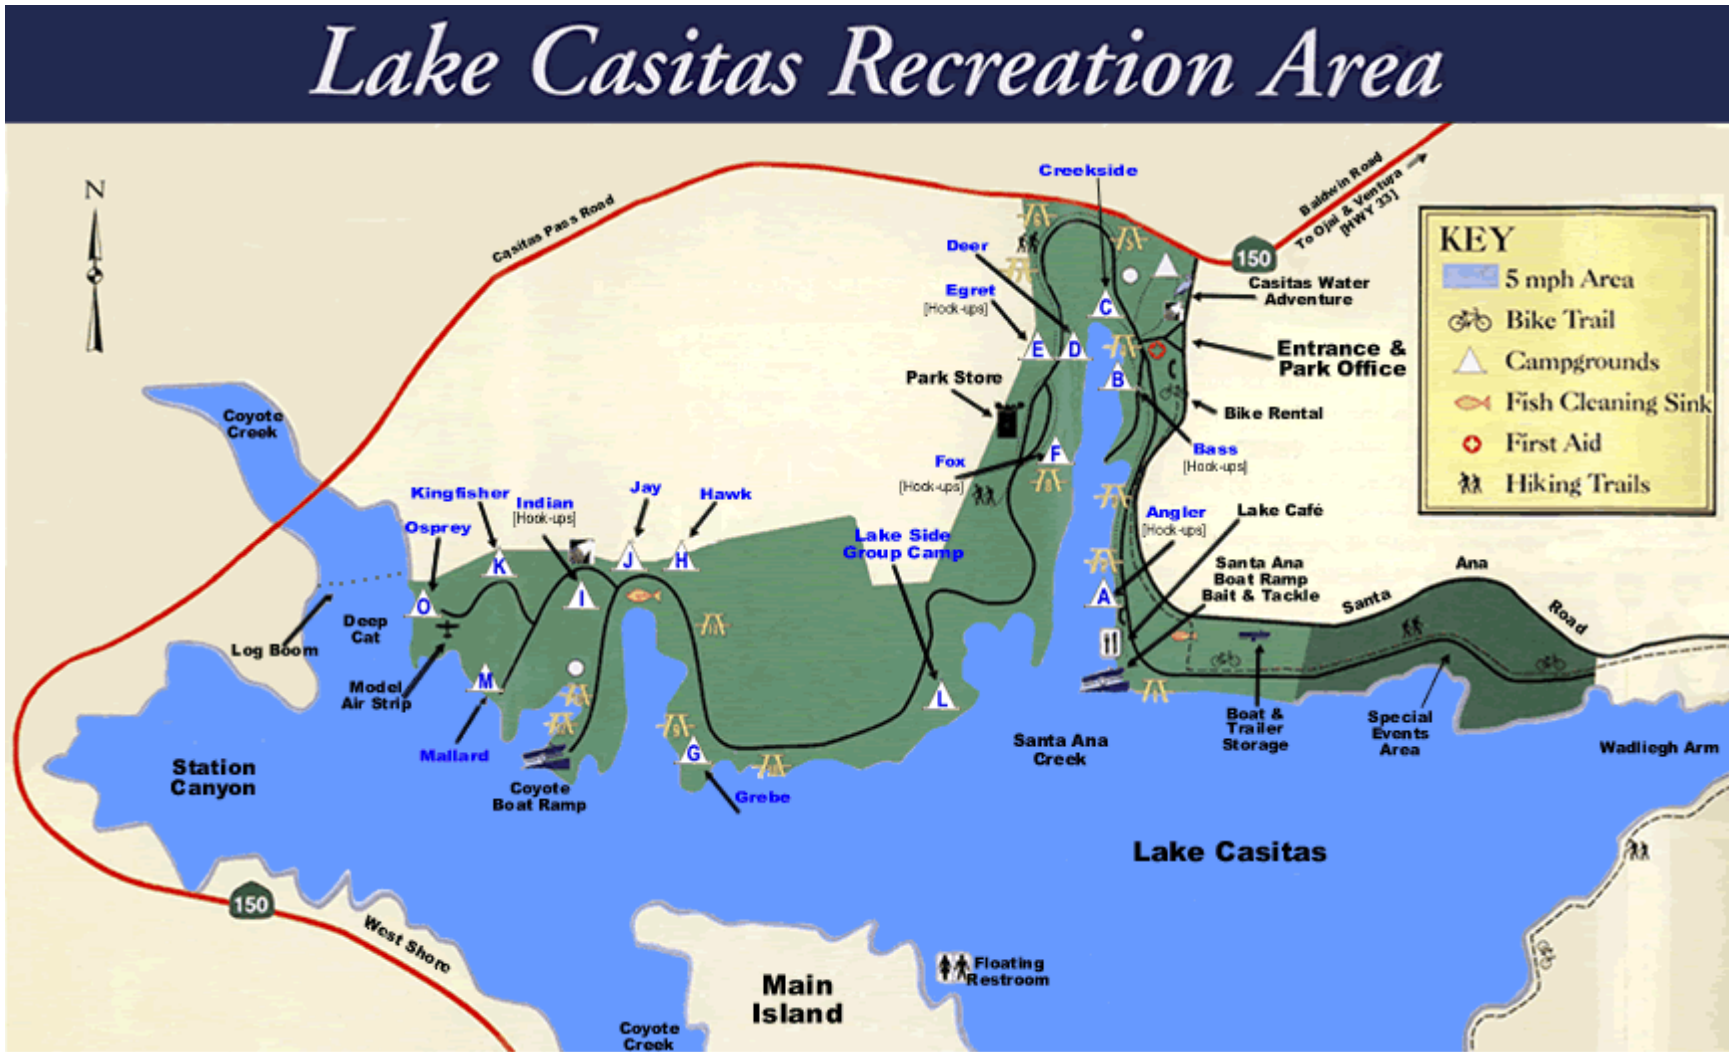 Lake Casitas Recreation Area
N
Casitas Pass Road
Creekside
Baldwin Road
To Ojai & Ventura
[HWY 33]
150
KEY
5 mph Area
Bike Trail
Campgrounds
Fish Cleaning Sink
First Aid
Hiking Trails
Deer
Egret
[Hook-ups]
Casitas Water
Adventure
C
E
D
B
Entrance &
Park Office
Park Store
Bike Rental
Coyote
Creek
Fox
[Hook-ups]
F
Bass
[Hook-ups]
Kingfisher
Indian
[Hook-ups]
Jay
Hawk
Osprey
Lake Side
Group Camp
Angler
[Hook-ups]
Lake Café
Santa Ana
Boat Ramp
Bait & Tackle
K
J
H
I
O
A
Santa
Ana
Road
Deep
Cat
Log Boom
Model
Air Strip
M
L
G
Mallard
Coyote
Boat Ramp
Grebe
Station
Canyon
Santa Ana
Creek
Boat &
Trailer
Storage
Special
Events
Area
Wadliegh Arm
Lake Casitas
150
West Shore
Floating
Restroom
Main
Island
Coyote
Creek